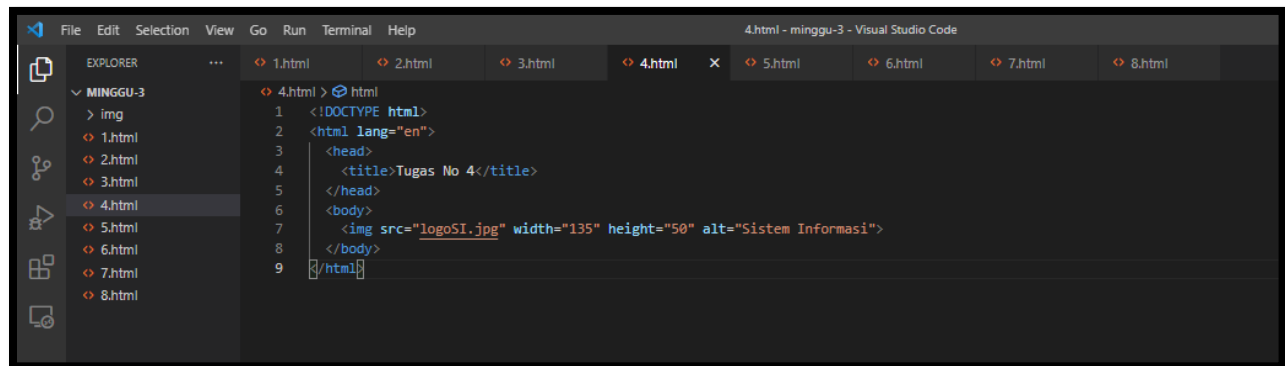 File Edit Selection View Go Run Terminal Help 4.html - minggu-3 - Visual Studio Code
EXPLORER ... 1.html 2.html 3.html 4.html 5.html 6.html 7.html 8.html
MINGGU-3
img
1.html
2.html
3.html
4.html
5.html
6.html
7.html
8.html
4.html > html
1 <!DOCTYPE html>
2 <html lang="en">
3 <head>
4 <title>Tugas No 4</title>
5 </head>
6 <body>
7 <img src="logoSI.jpg" width="135" height="50" alt="Sistem Informasi">
8 </body>
9 </html>